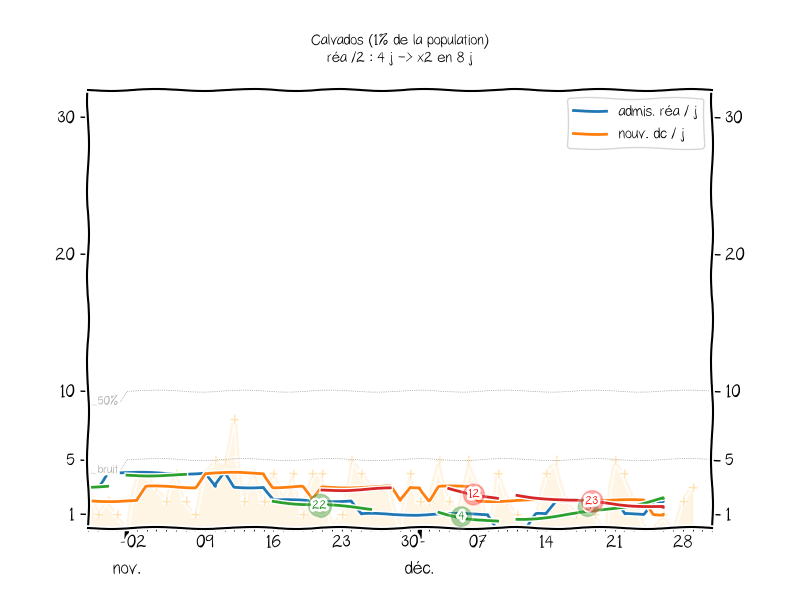 Calvados (1% de la population)
réa /2 : 4 j -> x2 en 8 j
admis. réa / j
nouv. dc / j
30 30
20 20
10 10
50%
5 5
bruit
12
23
22
4
1 1
02 09 16 23 30 07 14 21 28
nov. déc.